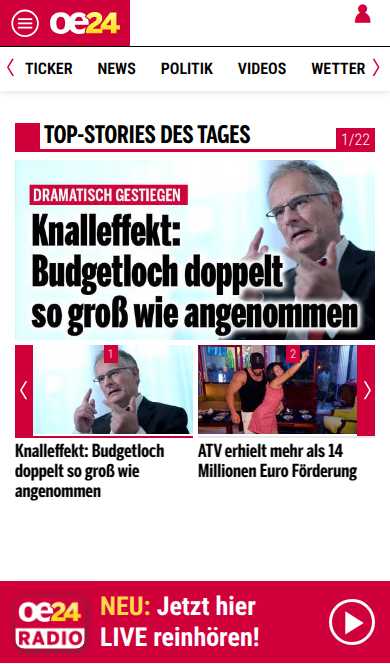 oe24
TICKER NEWS POLITIK VIDEOS WETTER
TOP-STORIES DES TAGES
1/22
DRAMATISCH GESTIEGEN
Knalleffekt:
Budgetloch doppelt
so groß wie angenommen
1
2
Knalleffekt: Budgetloch
doppelt so groß wie
angenommen
ATV erhielt mehr als 14
Millionen Euro Förderung
oe24
RADIO
NEU: Jetzt hier
LIVE reinhören!